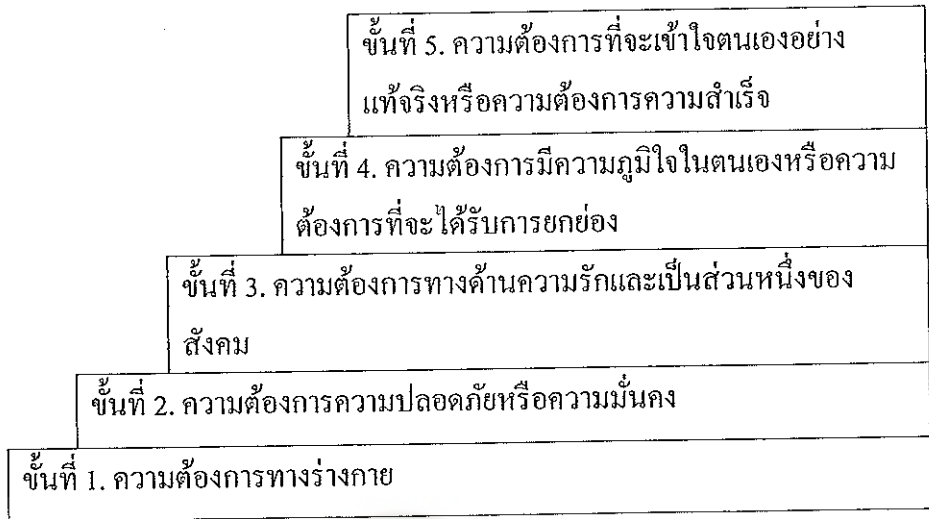 ขั้นที่ 5. ความต้องการที่จะเข้าใจตนเองอย่าง
แท้จริงหรือความต้องการความสำเร็จ
ขั้นที่ 4. ความต้องการมีความภูมิใจในตนเองหรือความ
ต้องการที่จะได้รับการยกย่อง
ขั้นที่ 3. ความต้องการทางด้านความรักและเป็นส่วนหนึ่งของ
สังคม
ขั้นที่ 2. ความต้องการความปลอดภัยหรือความมั่นคง
ขั้นที่ 1. ความต้องการทางร่างกาย